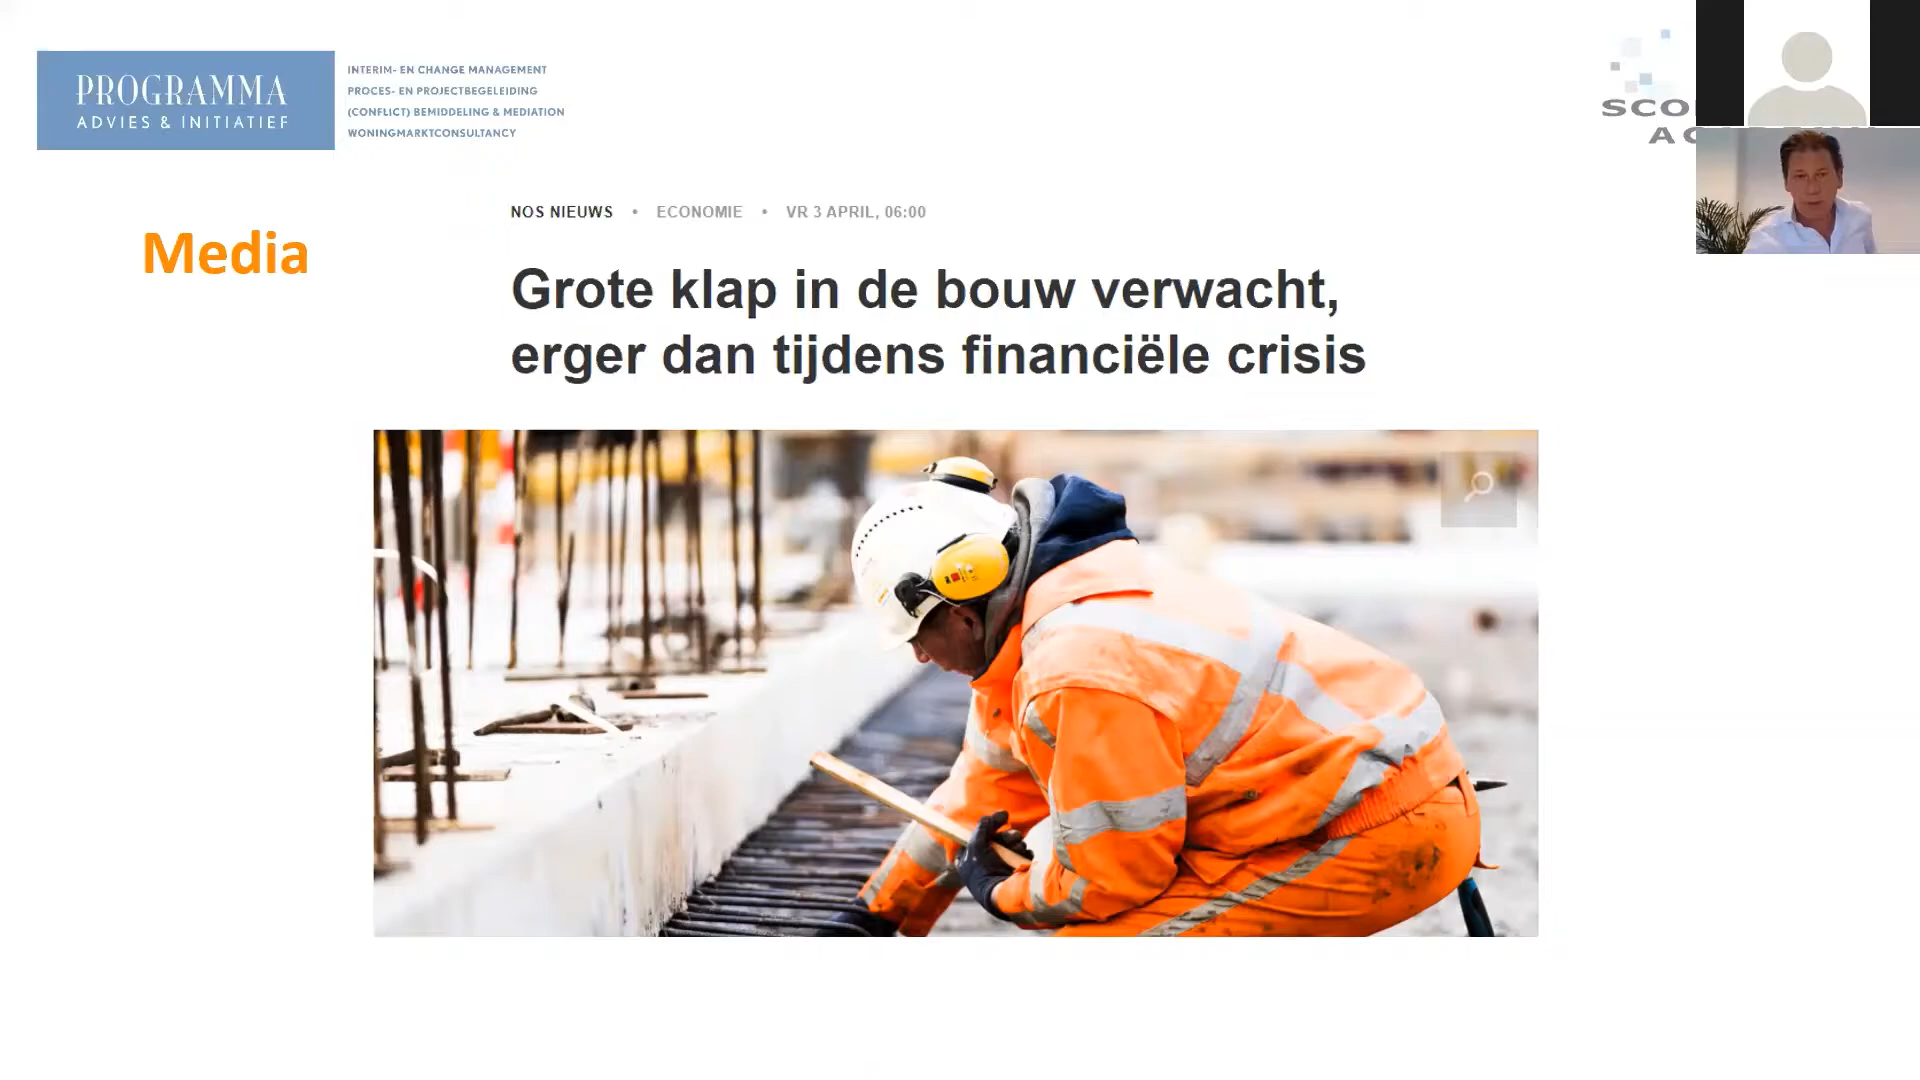 PROGRAMMA
ADVIES & INITIATIEF
INTERIM- EN CHANGE MANAGEMENT
PROCES- EN PROJECTBEGELEIDING
(CONFLICT) BEMIDDELING & MEDIATION
WONINGMARKTCONSULTANCY
Media
NOS NIEUWS • ECONOMIE • VR 3 APRIL, 06:00
Grote klap in de bouw verwacht,
erger dan tijdens financiële crisis